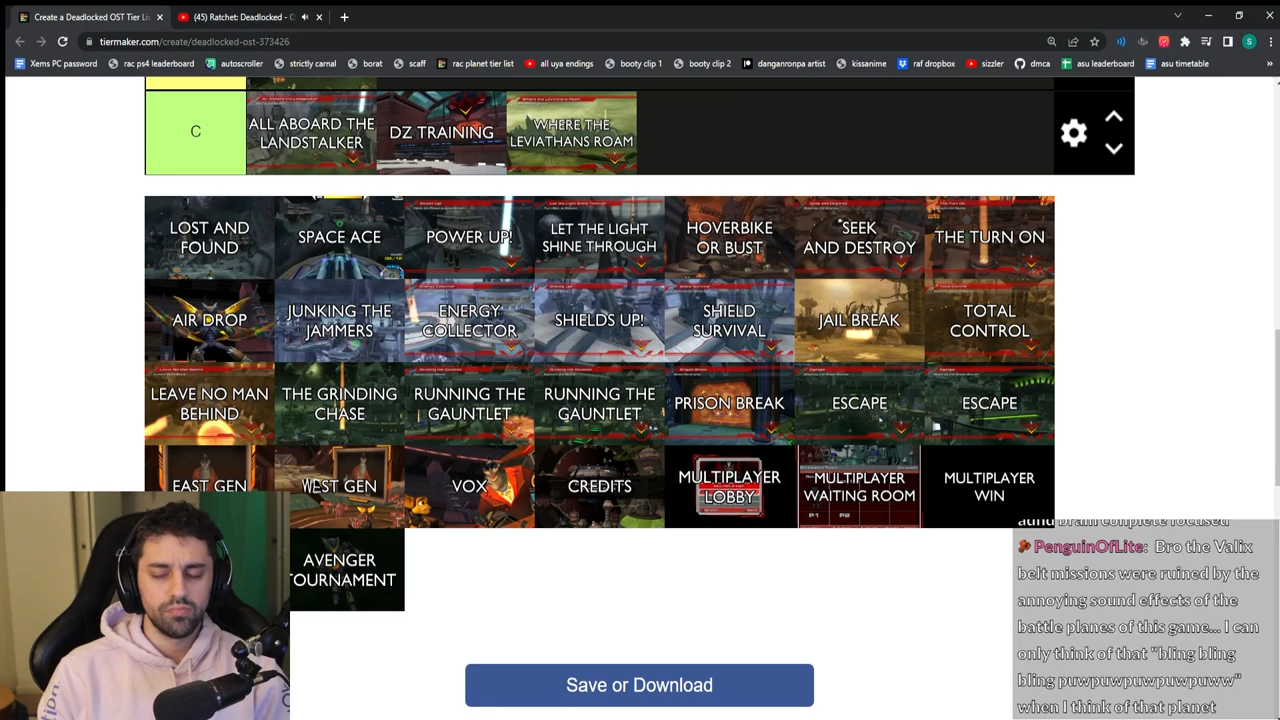 Create a Deadlocked OST Tier Lis
(45) Ratchet: Deadlocked - O
tiermaker.com/create/deadlocked-ost-373426
Xems PC password
rac ps4 leaderboard
autoscroller
strictly carnal
borat
scaff
rac planet tier list
all uya endings
booty clip 1
booty clip 2
danganronpa artist
kissanime
raf dropbox
sizzler
dmca
asu leaderboard
asu timetable
C
ALL ABOARD THE
LANDSTALKER
DZ TRAINING
WHERE THE
LEVIATHANS ROAM
LOST AND
FOUND
SPACE ACE
POWER UP!
LET THE LIGHT
SHINE THROUGH
HOVERBIKE
OR BUST
SEEK
AND DESTROY
THE TURN ON
AIR DROP
JUNKING THE
JAMMERS
ENERGY
COLLECTOR
SHIELDS UP!
SHIELD
SURVIVAL
JAIL BREAK
TOTAL
CONTROL
LEAVE NO MAN
BEHIND
THE GRINDING
CHASE
RUNNING THE
GAUNTLET
RUNNING THE
GAUNTLET
PRISON BREAK
ESCAPE
ESCAPE
EAST GEN
WEST GEN
VOX
CREDITS
MULTIPLAYER
LOBBY
MULTIPLAYER
WAITING ROOM
P1 P2
MULTIPLAYER
WIN
AVENGER
TOURNAMENT
Save or Download
PenguinOfLite: Bro the Valix
belt missions were ruined by the
annoying sound effects of the
battle planes of this game... I can
only think of that "bling bling
bling puwpuwpuwpuwpuww"
when I think of that planet